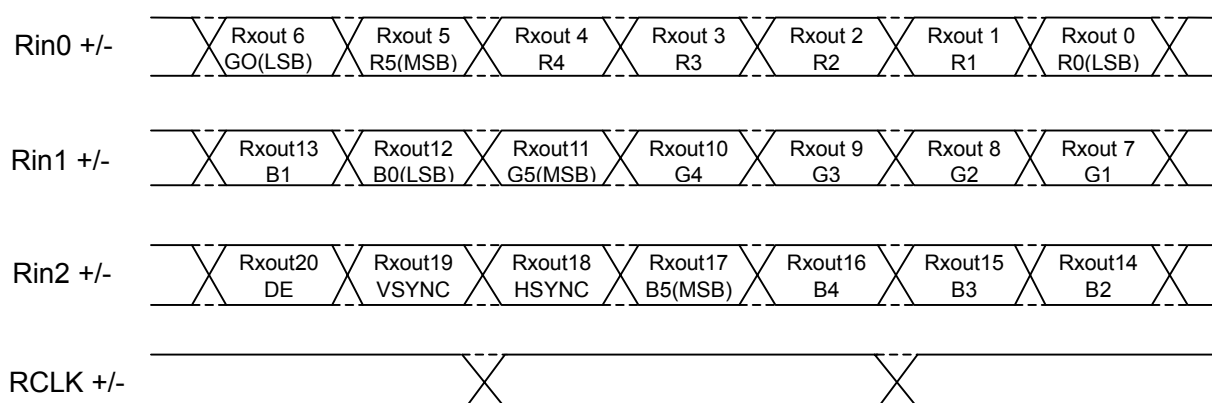 Rin0 +/-
Rxout 6 Rxout 5 Rxout 4 Rxout 3 Rxout 2 Rxout 1 Rxout 0
GO(LSB) R5(MSB) R4 R3 R2 R1 R0(LSB)
Rin1 +/-
Rxout13 Rxout12 Rxout11 Rxout10 Rxout 9 Rxout 8 Rxout 7
B1 B0(LSB) G5(MSB) G4 G3 G2 G1
Rin2 +/-
Rxout20 Rxout19 Rxout18 Rxout17 Rxout16 Rxout15 Rxout14
DE VSYNC HSYNC B5(MSB) B4 B3 B2
RCLK +/-